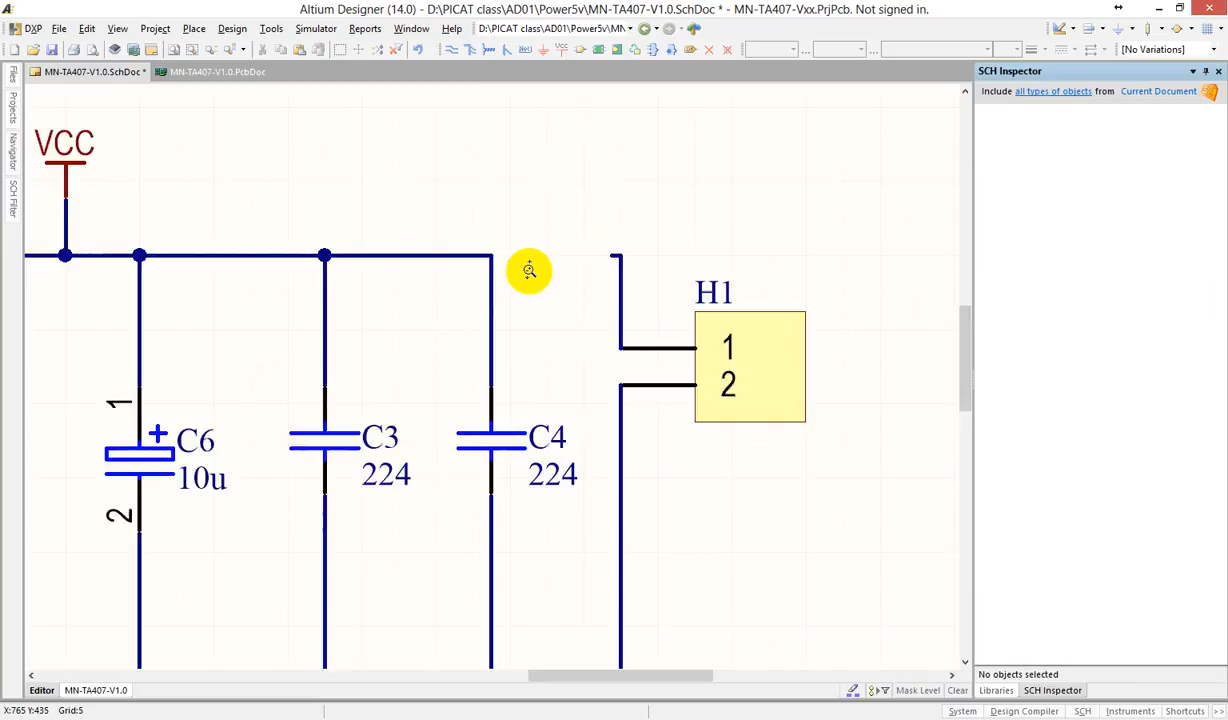 Altium Designer (14.0) - D:\PICAT class\AD01\Power5v\MN-TA407-V1.0.SchDoc * - MN-TA407-Vxx.PrjPcb. Not signed in.
DXP File Edit View Project Place Design Tools Simulator Reports Window Help D:\PICAT class\AD01\Power5v\MN
[No Variations]
MN-TA407-V1.0.SchDoc * MN-TA407-V1.0.PcbDoc
SCH Inspector
Include all types of objects from Current Document
Files
Projects
Navigator
SCH Filter
VCC
H1
1
2
1
C6
10u
2
C3
224
C4
224
No objects selected
Editor MN-TA407-V1.0 Mask Level Clear Libraries SCH Inspector
X:765 Y:435 Grid:5 System Design Compiler SCH Instruments Shortcuts >>